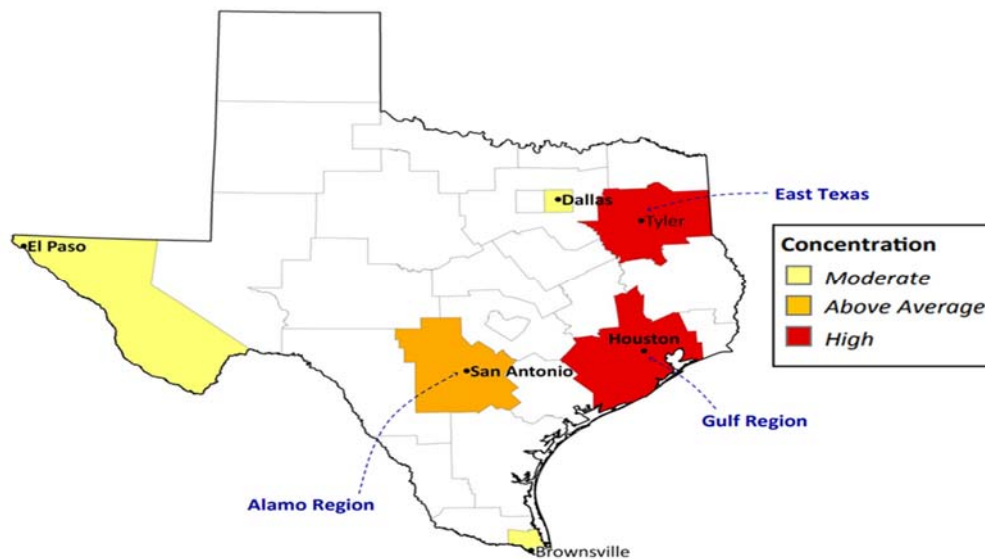 Dallas
East Texas
Tyler
El Paso
Concentration
Moderate
Above Average
High
Houston
San Antonio
Gulf Region
Alamo Region
Brownsville